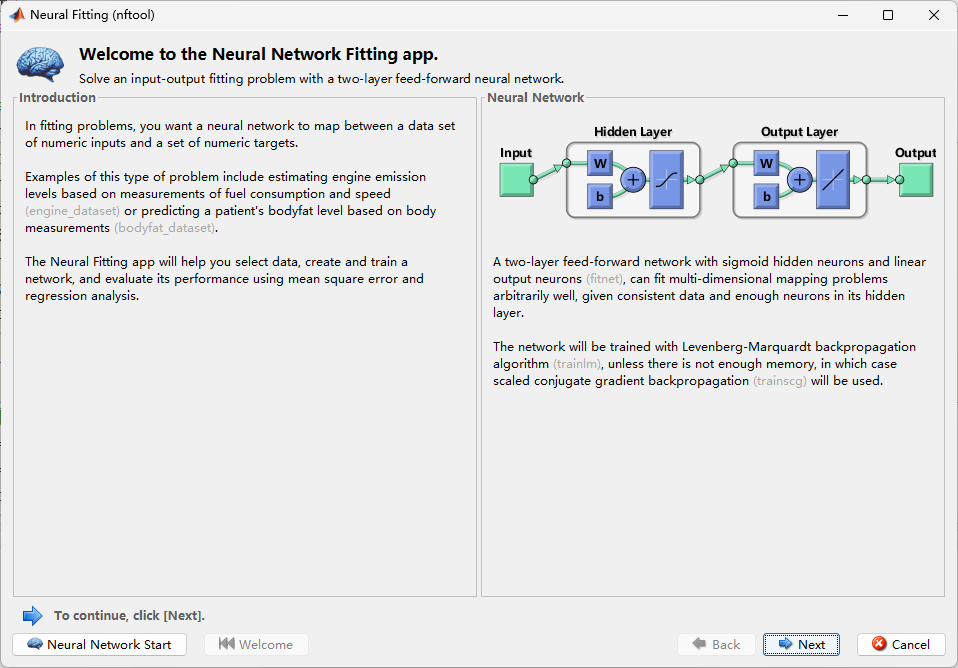 Neural Fitting (nftool)
Welcome to the Neural Network Fitting app.
Solve an input-output fitting problem with a two-layer feed-forward neural network.
Introduction
In fitting problems, you want a neural network to map between a data set
of numeric inputs and a set of numeric targets.
Examples of this type of problem include estimating engine emission
levels based on measurements of fuel consumption and speed
(engine_dataset) or predicting a patient's bodyfat level based on body
measurements (bodyfat_dataset).
The Neural Fitting app will help you select data, create and train a
network, and evaluate its performance using mean square error and
regression analysis.
Neural Network
Hidden Layer
Output Layer
Input
Output
W
b
+
W
b
+
A two-layer feed-forward network with sigmoid hidden neurons and linear
output neurons (fitnet), can fit multi-dimensional mapping problems
arbitrarily well, given consistent data and enough neurons in its hidden
layer.
The network will be trained with Levenberg-Marquardt backpropagation
algorithm (trainlm), unless there is not enough memory, in which case
scaled conjugate gradient backpropagation (trainscg) will be used.
To continue, click [Next].
Neural Network Start
Welcome
Back
Next
Cancel